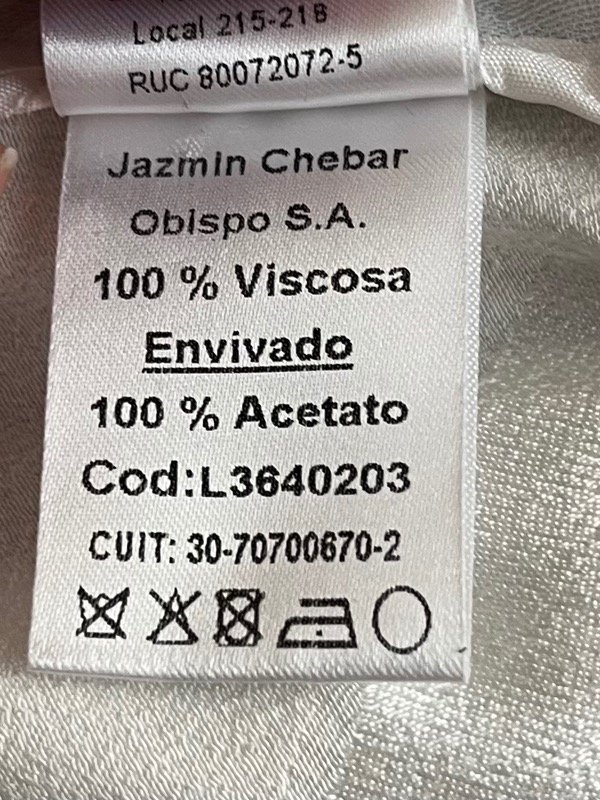 Local 215-218
RUC 80072072-5
Jazmin Chebar
Obispo S.A.
100 % Viscosa
Envivado
100 % Acetato
Cod:L3640203
CUIT: 30-70700670-2